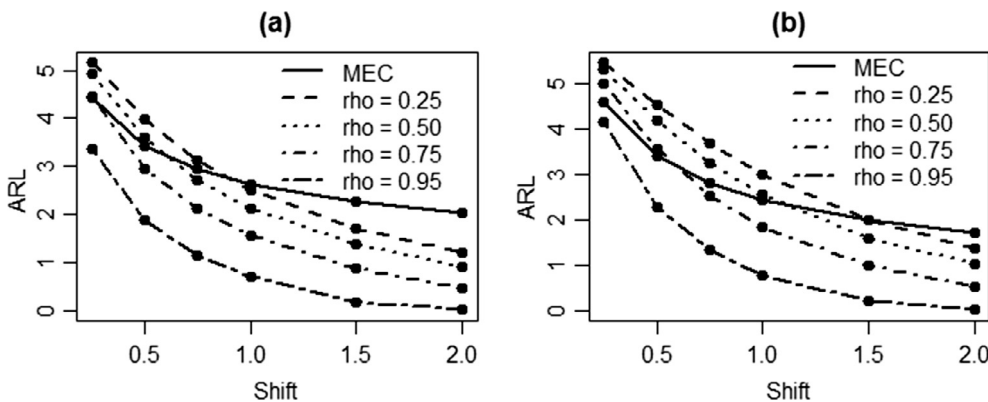 (a)
MEC
rho = 0.25
rho = 0.50
rho = 0.75
rho = 0.95
ARL
5
4
3
2
1
0
0.5
1.0
1.5
2.0
Shift
(b)
MEC
rho = 0.25
rho = 0.50
rho = 0.75
rho = 0.95
ARL
5
4
3
2
1
0
0.5
1.0
1.5
2.0
Shift